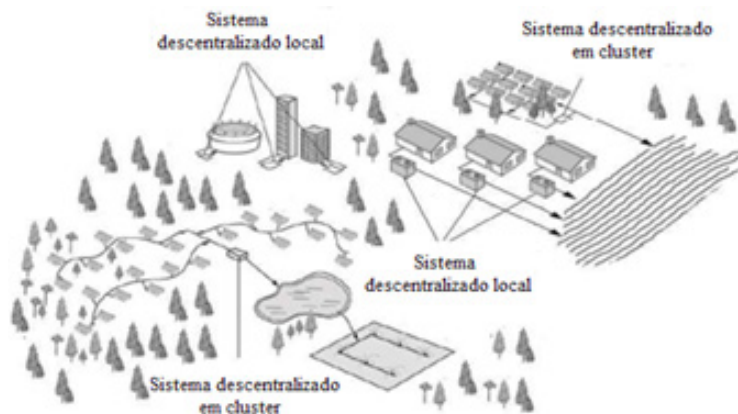 Sistema
descentralizado local
Sistema descentralizado
em cluster
Sistema
descentralizado local
Sistema descentralizado
em cluster